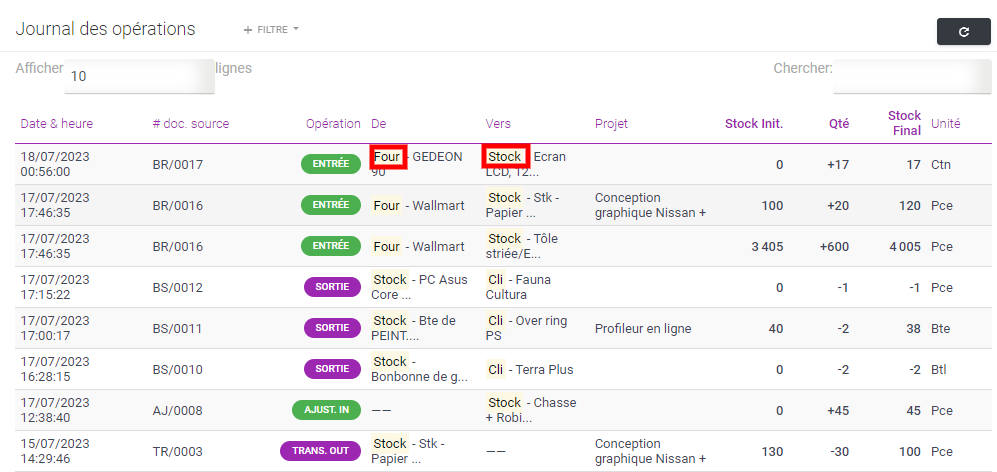 Journal des opérations
+ FILTRE
Afficher 10 lignes
Chercher:
Date & heure # doc. source Opération De Vers Projet Stock Init. Qté Stock Final Unité
18/07/2023 00:56:00 BR/0017 ENTRÉE Four - GEDEON 90 Stock - Ecran LCD, 12... 0 +17 17 Ctn
17/07/2023 17:46:35 BR/0016 ENTRÉE Four - Wallmart Stock - Stk - Papier ... Conception graphique Nissan + 100 +20 120 Pce
17/07/2023 17:46:35 BR/0016 ENTRÉE Four - Wallmart Stock - Tôle striée/E... 3 405 +600 4 005 Pce
17/07/2023 17:15:22 BS/0012 SORTIE Stock - PC Asus Core ... Cli - Fauna Cultura 0 -1 -1 Pce
17/07/2023 17:00:17 BS/0011 SORTIE Stock - Bte de PEINT.... Cli - Over ring PS Profileur en ligne 40 -2 38 Bte
17/07/2023 16:28:15 BS/0010 SORTIE Stock - Bonbonne de g... Cli - Terra Plus 0 -2 -2 Btl
17/07/2023 12:38:40 AJ/0008 AJUST. IN —— Stock - Chasse + Robi... 0 +45 45 Pce
15/07/2023 14:29:46 TR/0003 TRANS. OUT Stock - Stk - Papier ... —— Conception graphique Nissan + 130 -30 100 Pce